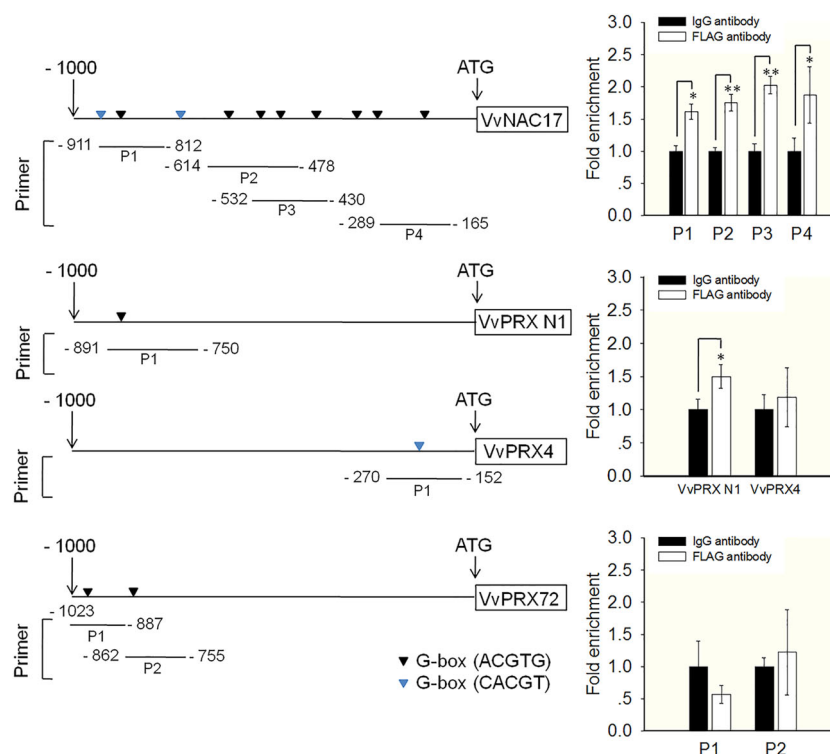 - 1000
ATG
VvNAC17
Primer
- 911
P1
- 812
- 614
P2
- 478
- 532
P3
- 430
- 289
P4
- 165
3.0
2.5
2.0
1.5
1.0
.5
0.0
Fold enrichment
IgG antibody
FLAG antibody
*
**
**
*
P1 P2 P3 P4
- 1000
ATG
VvPRX N1
Primer
- 891
P1
- 750
- 1000
ATG
VvPRX4
Primer
- 270
P1
- 152
3.0
2.5
2.0
1.5
1.0
.5
0.0
Fold enrichment
IgG antibody
FLAG antibody
*
VvPRX N1 VvPRX4
- 1000
ATG
VvPRX72
Primer
- 1023
P1
- 887
- 862
P2
- 755
G-box (ACGTG)
G-box (CACGT)
3.0
2.5
2.0
1.5
1.0
.5
0.0
Fold enrichment
IgG antibody
FLAG antibody
P1 P2